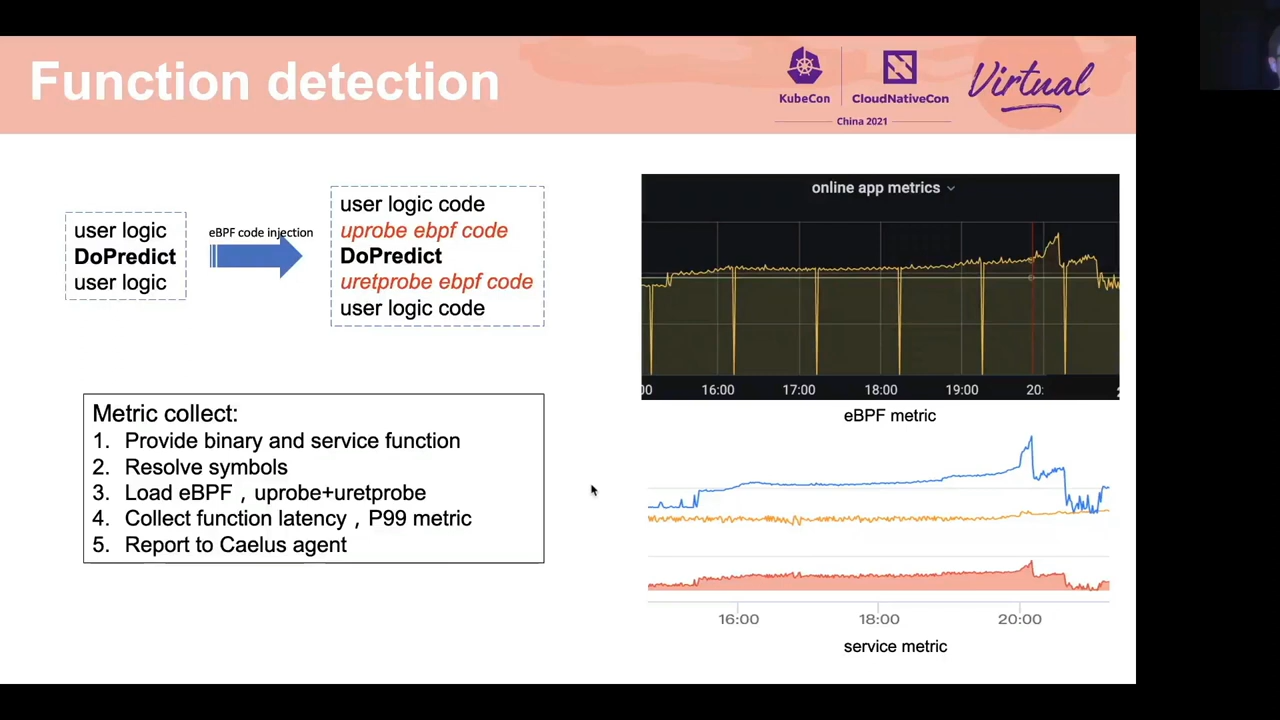 Function detection
KubeCon
CloudNativeCon
China 2021
Virtual
user logic
DoPredict
user logic
eBPF code injection
user logic code
uprobe ebpf code
DoPredict
uretprobe ebpf code
user logic code
Metric collect:
1. Provide binary and service function
2. Resolve symbols
3. Load eBPF，uprobe+uretprobe
4. Collect function latency，P99 metric
5. Report to Caelus agent
online app metrics
16:00 17:00 18:00 19:00 20:
eBPF metric
16:00 18:00 20:00
service metric